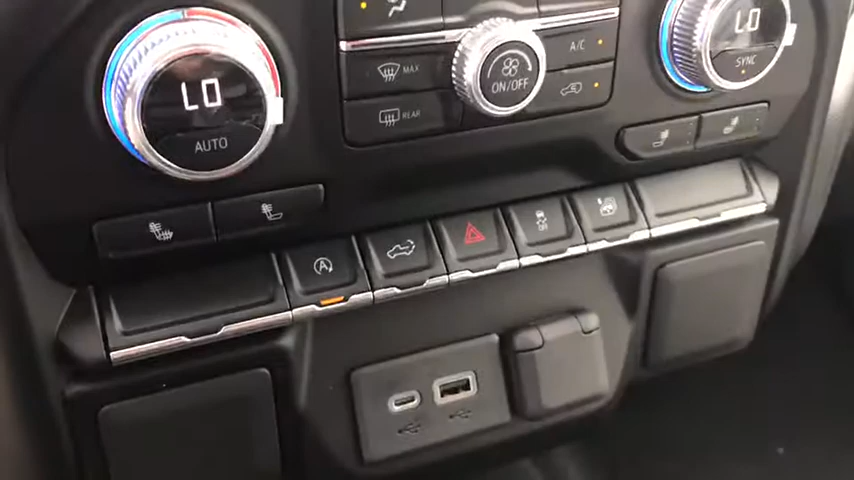 LO
AUTO
MAX
REAR
ON/OFF
A/C
LO
SYNC
A